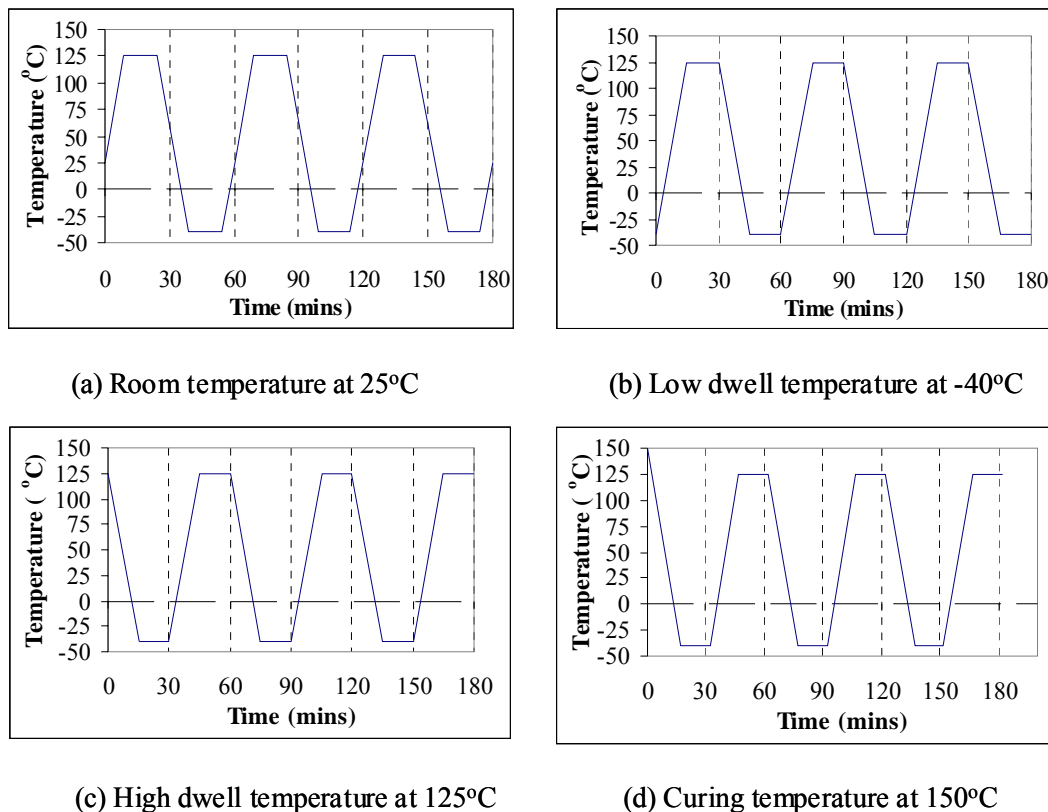 150
125
100
75
50
25
0
-25
-50
Temperature (⁰C)
0 30 60 90 120 150 180
Time (mins)
(a) Room temperature at 25ºC
150
125
100
75
50
25
0
-25
-50
Temperature (⁰C)
0 30 60 90 120 150 180
Time (mins)
(b) Low dwell temperature at -40ºC
150
125
100
75
50
25
0
-25
-50
Temperature ( ⁰C)
0 30 60 90 120 150 180
Time (mins)
(c) High dwell temperature at 125ºC
150
125
100
75
50
25
0
-25
-50
Temperature ( ⁰C)
0 30 60 90 120 150 180
Time (mins)
(d) Curing temperature at 150ºC